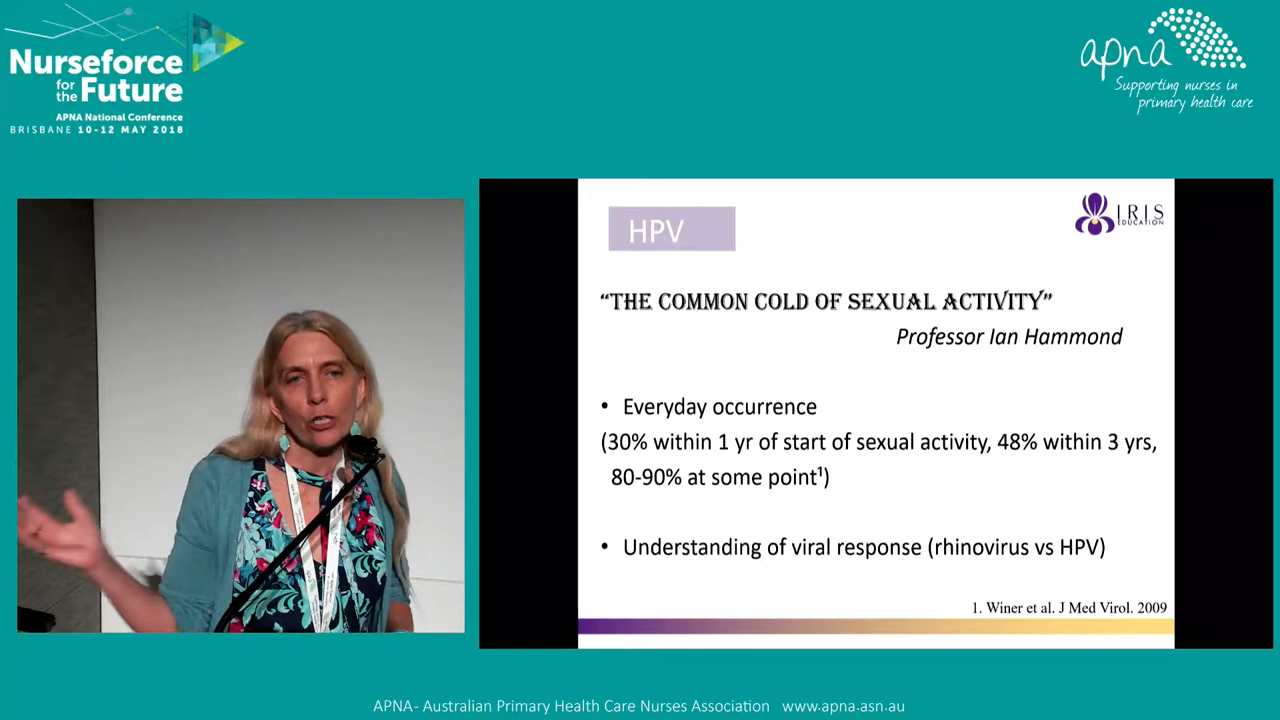 Nurseforce
for the Future
APNA National Conference
BRISBANE 10-12 MAY 2018
apna
Supporting nurses in
primary health care
HPV
IRIS
EDUCATION
“THE COMMON COLD OF SEXUAL ACTIVITY”
Professor Ian Hammond
• Everyday occurrence
(30% within 1 yr of start of sexual activity, 48% within 3 yrs,
80-90% at some point¹)
• Understanding of viral response (rhinovirus vs HPV)
1. Winer et al. J Med Virol. 2009
APNA- Australian Primary Health Care Nurses Association www.apna.asn.au